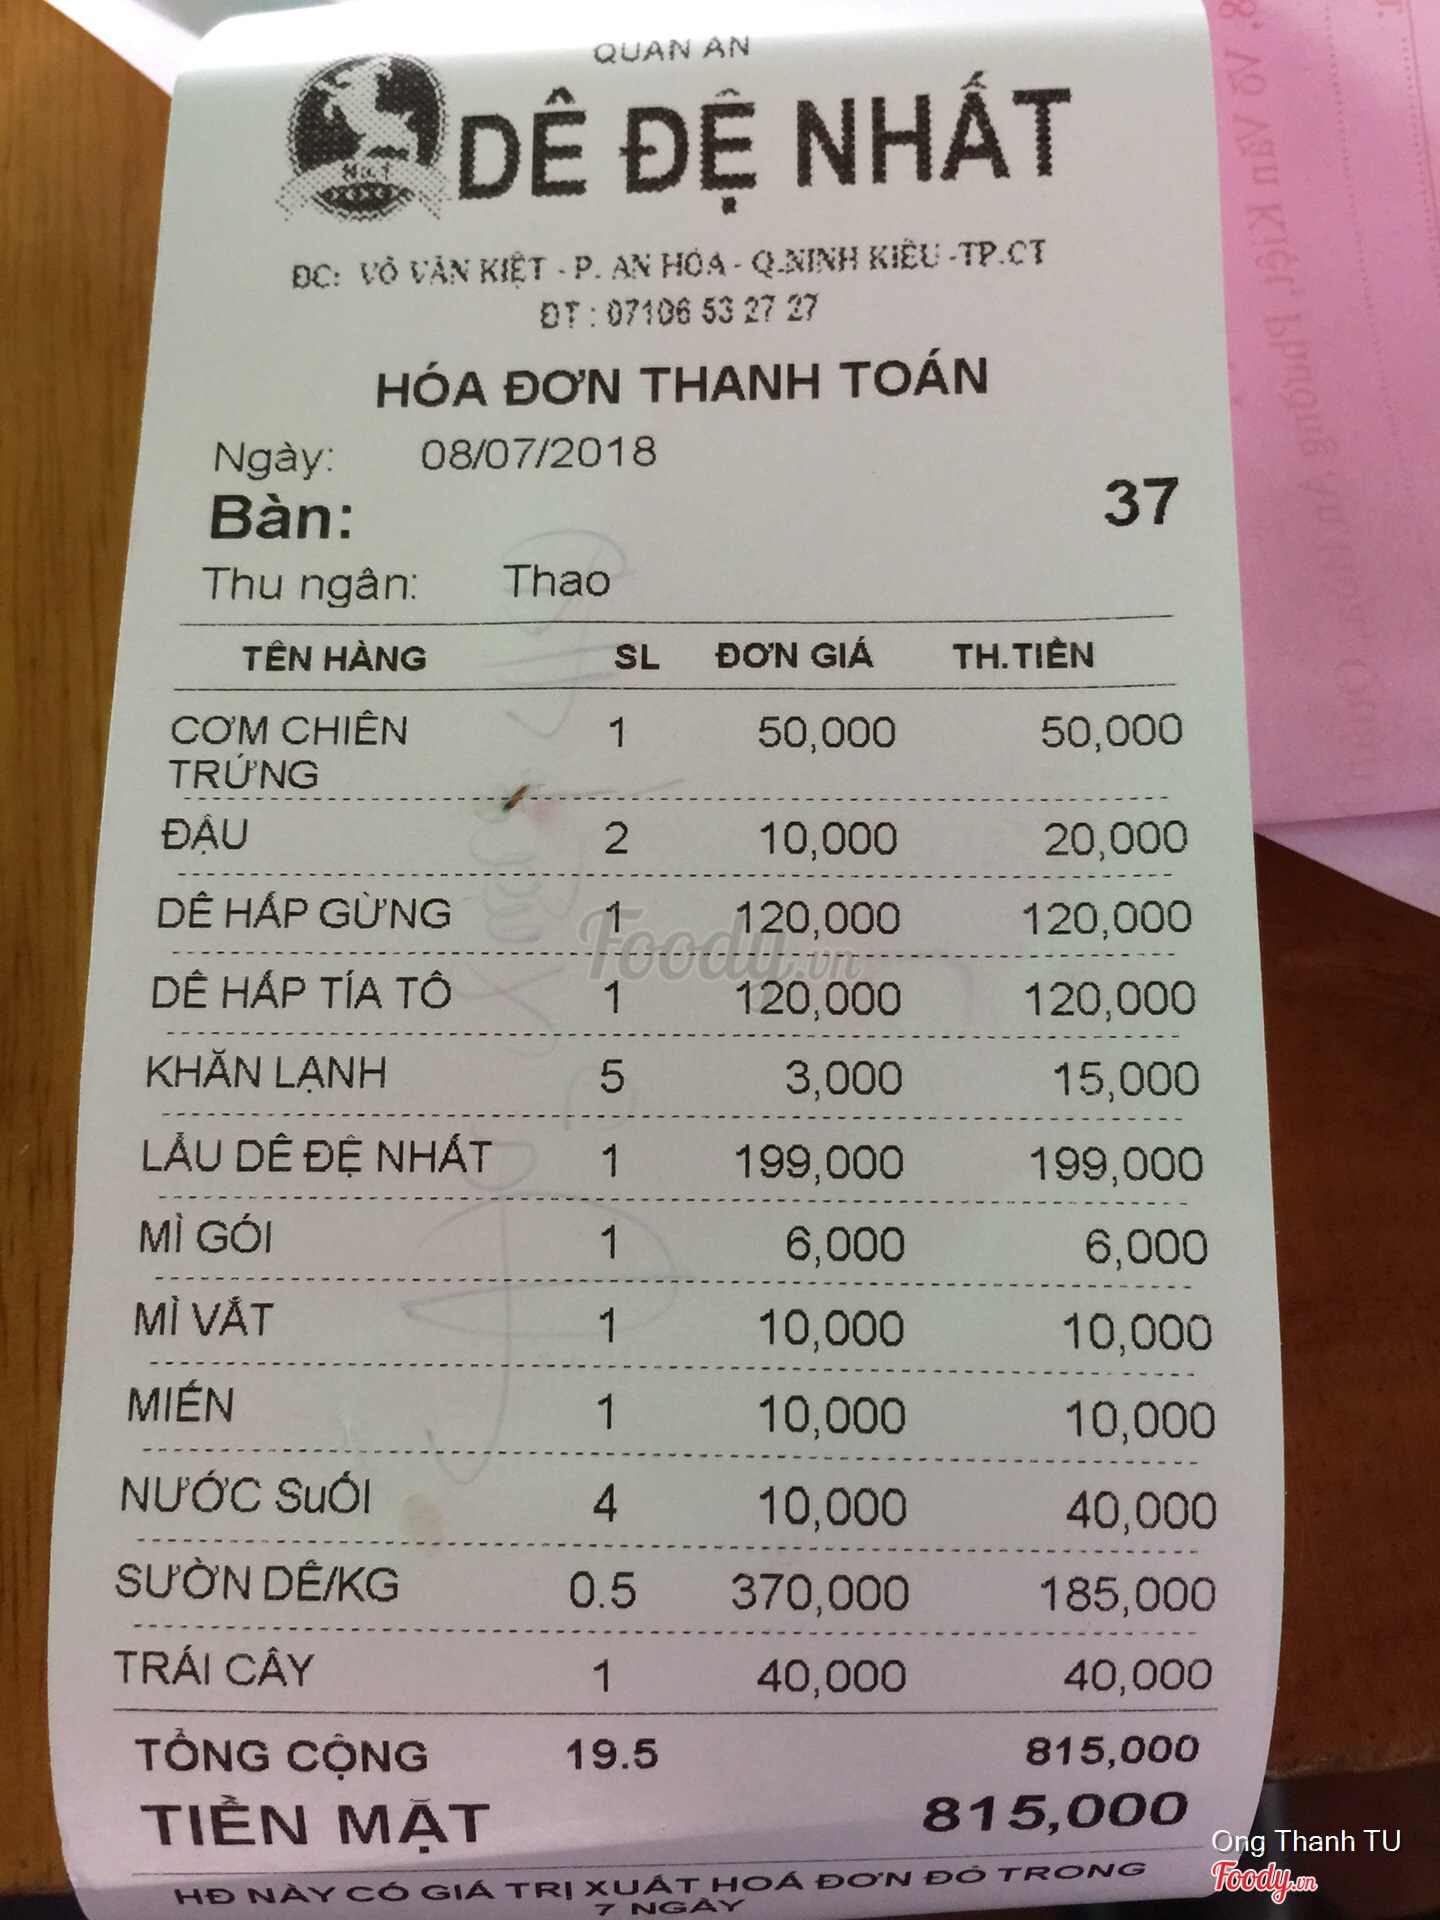 QUÁN ĂN
DÊ ĐỆ NHẤT
ĐC: VÕ VĂN KIỆT - P. AN HÒA - Q.NINH KIỀU -TP.CT
ĐT : 07106 53 27 27
HÓA ĐƠN THANH TOÁN
Ngày: 08/07/2018
Bàn: 37
Thu ngân: Thao
TÊN HÀNG SL ĐƠN GIÁ TH.TIỀN
CƠM CHIÊN 1 50,000 50,000
TRỨNG
ĐẬU 2 10,000 20,000
DÊ HẤP GỪNG 1 120,000 120,000
DÊ HẤP TÍA TÔ 1 120,000 120,000
KHĂN LẠNH 5 3,000 15,000
LẨU DÊ ĐỆ NHẤT 1 199,000 199,000
MÌ GÓI 1 6,000 6,000
MÌ VẮT 1 10,000 10,000
MIẾN 1 10,000 10,000
NƯỚC SuỐI 4 10,000 40,000
SƯỜN DÊ/KG 0.5 370,000 185,000
TRÁI CÂY 1 40,000 40,000
TỔNG CỘNG 19.5 815,000
TIỀN MẶT 815,000
HĐ NÀY CÓ GIÁ TRỊ XUẤT HOÁ ĐƠN ĐỎ TRONG
7 NGÀY
Foody.vn
Ong Thanh TU
Foody.vn